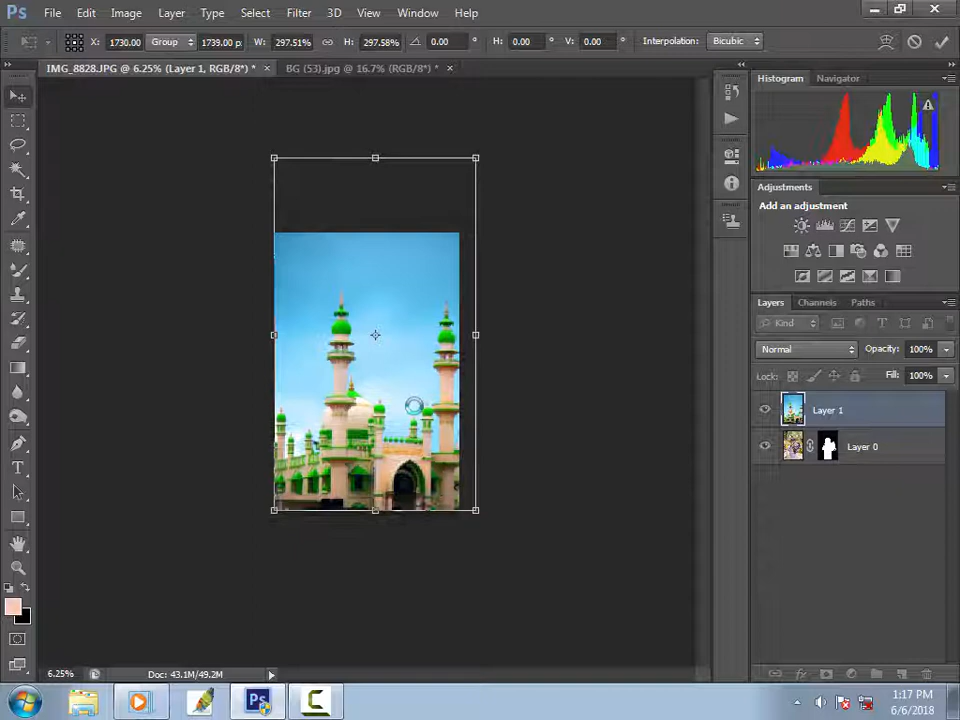 Ps File Edit Image Layer Type Select Filter 3D View Window Help
X: 1730.00 Group 1739.00 p: W: 297.51% H: 297.58% 0.00 ° H: 0.00 ° V: 0.00 ° Interpolation: Bicubic
IMG_8828.JPG @ 6.25% (Layer 1, RGB/8*) * × BG (53).jpg @ 16.7% (RGB/8*) * ×
Histogram Navigator
Adjustments
Add an adjustment
Layers Channels Paths
Kind
Normal Opacity: 100%
Lock: Fill: 100%
Layer 1
Layer 0
6.25% Doc: 43.1M/49.2M
Ps
1:17 PM
6/6/2018